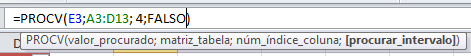 =PROCV(E3;A3:D13; 4;FALSO)
PROCV(valor_procurado; matriz_tabela; núm_índice_coluna; [procurar_intervalo])